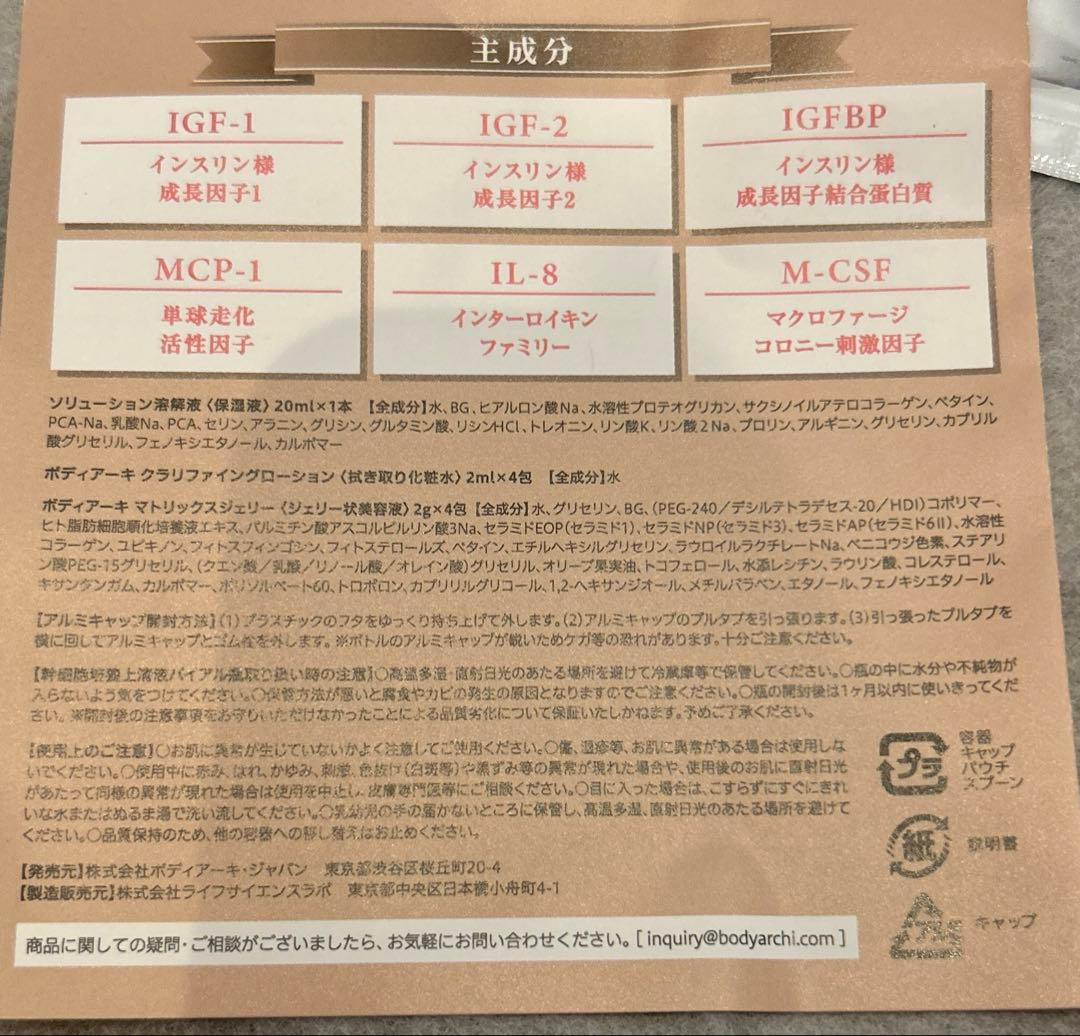 主成分
IGF-1
インスリン様
成長因子1
IGF-2
インスリン様
成長因子2
IGFBP
インスリン様
成長因子結合蛋白質
MCP-1
単球走化
活性因子
IL-8
インターロイキン
ファミリー
M-CSF
マクロファージ
コロニー刺激因子
ソリューション溶解液〈保湿液〉20ml×1本 【全成分】水、BG、ヒアルロン酸Na、水溶性プロテオグリカン、サクシノイルアテロコラーゲン、ベタイン、
PCA-Na、乳酸Na、PCA、セリン、アラニン、グリシン、グルタミン酸、リシンHCl、トレオニン、リン酸K、リン酸2Na、プロリン、アルギニン、グリセリン、カプリル
酸グリセリル、フェノキシエタノール、カルボマー
ボディアーキ クラリファイングローション〈拭き取り化粧水〉2ml×4包 【全成分】水
ボディアーキ マトリックスジェリー〈ジェリー状美容液〉2g×4包【全成分】水、グリセリン、BG、(PEG-240/デシルテトラデセス-20/HDI)コポリマー、
ヒト脂肪細胞順化培養液エキス、パルミチン酸アスコルビルリン酸3Na、セラミドEOP(セラミド1)、セラミドNP(セラミド3)、セラミドAP(セラミド6II)、水溶性
コラーゲン、ユビキノン、フィトスフィンゴシン、フィトステロールズ、ベタイン、エチルヘキシルグリセリン、ラウロイルラクチレートNa、ベニコウジ色素、ステアリ
ン酸PEG-15グリセリル、(クエン酸/乳酸/リノール酸/オレイン酸)グリセリル、オリーブ果実油、トコフェロール、水添レシチン、ラウリン酸、コレステロール、
キサンタンガム、カルボマー、ポリソルベート60、トロポロン、カプリリルグリコール、1,2-ヘキサンジオール、メチルパラベン、エタノール、フェノキシエタノール
【アルミキャップ開封方法】(1)プラスチックのフタをゆっくり持ち上げて外します。(2)アルミキャップのプルタブを引っ張ります。(3)引っ張ったプルタブを
横に回してアルミキャップとゴム栓を外します。※ボトルのアルミキャップが鋭いためケガ等の恐れがあります。十分ご注意ください。
【幹細胞培養上清液バイアル瓶取り扱い時の注意】○高温多湿・直射日光のあたる場所を避けて冷蔵庫等で保管してください。○瓶の中に水分や不純物が
入らないよう気をつけてください。○保管方法が悪いと腐食やカビの発生の原因となりますのでご注意ください。○瓶の開封後は1ヶ月以内に使いきってくだ
さい。※開封後の注意事項をお守りいただけなかったことによる品質劣化について保証いたしかねます。予めご了承ください。
【使用上のご注意】○お肌に異常が生じていないかよく注意してご使用ください。○傷、湿疹等、お肌に異常がある場合は使用しな
いでください。○使用中に赤み、はれ、かゆみ、刺激、色抜け(白斑等)や黒ずみ等の異常が現れた場合や、使用後のお肌に直射日光
があたって同様の異常が現れた場合は使用を中止し、皮膚専門医等にご相談ください。○目に入った場合は、こすらずにすぐにきれ
いな水またはぬるま湯で洗い流してください。○乳幼児の手の届かないところに保管し、高温多湿、直射日光のあたる場所を避けて
ください。○品質保持のため、他の容器への移し替えはお止めください。
プラ
容器
キャップ
パウチ
スプーン
紙
説明書
アルミ
キャップ
【発売元】株式会社ボディアーキ・ジャパン 東京都渋谷区桜丘町20-4
【製造販売元】株式会社ライフサイエンスラボ 東京都中央区日本橋小舟町4-1
商品に関しての疑問・ご相談がございましたら、お気軽にお問い合わせください。[ inquiry@bodyarchi.com ]